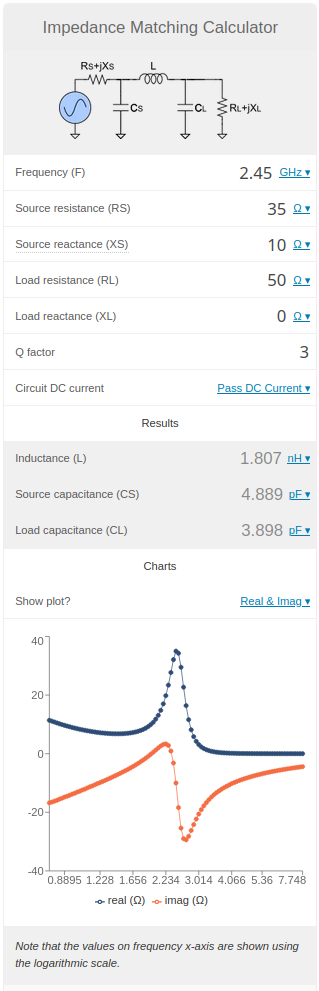 Impedance Matching Calculator
Rs+jXs L
Cs CL RL+jXL
Frequency (F) 2.45 GHz ▾
Source resistance (RS) 35 Ω ▾
Source reactance (XS) 10 Ω ▾
Load resistance (RL) 50 Ω ▾
Load reactance (XL) 0 Ω ▾
Q factor 3
Circuit DC current Pass DC Current ▾
Results
Inductance (L) 1.807 nH ▾
Source capacitance (CS) 4.889 pF ▾
Load capacitance (CL) 3.898 pF ▾
Charts
Show plot? Real & Imag ▾
40
20
0
-20
-40
0.8895 1.228 1.656 2.234 3.014 4.066 5.36 7.748
real (Ω) imag (Ω)
Note that the values on frequency x-axis are shown using
the logarithmic scale.